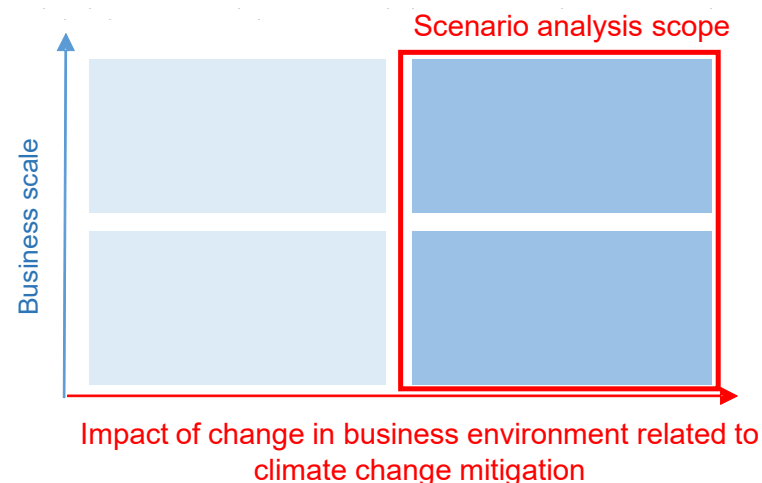 Scenario analysis scope
Business scale
Impact of change in business environment related to
climate change mitigation